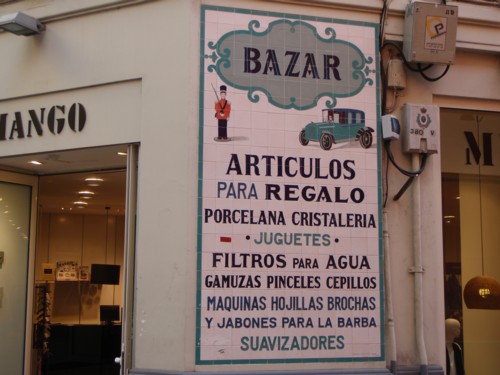 MANGO
BAZAR
ARTICULOS
PARA REGALO
PORCELANA CRISTALERIA
• JUGUETES •
FILTROS PARA AGUA
GAMUZAS PINCELES CEPILLOS
MAQUINAS HOJILLAS BROCHAS
Y JABONES PARA LA BARBA
SUAVIZADORES
380 V
M